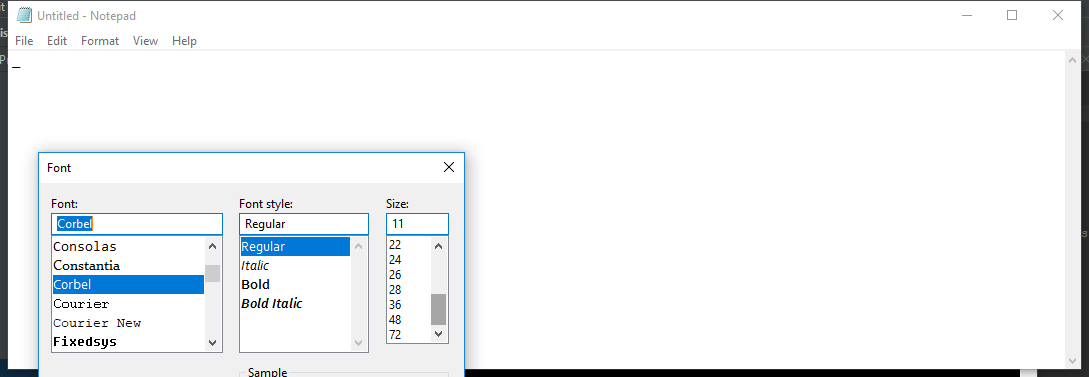 Untitled - Notepad
File Edit Format View Help
_
Font
Font: Font style: Size:
Corbel Regular 11
Consolas Regular 22
Constantia Italic 24
Corbel Bold 26
Courier Bold Italic 28
Courier New 36
Fixedsys 48
72
Sample